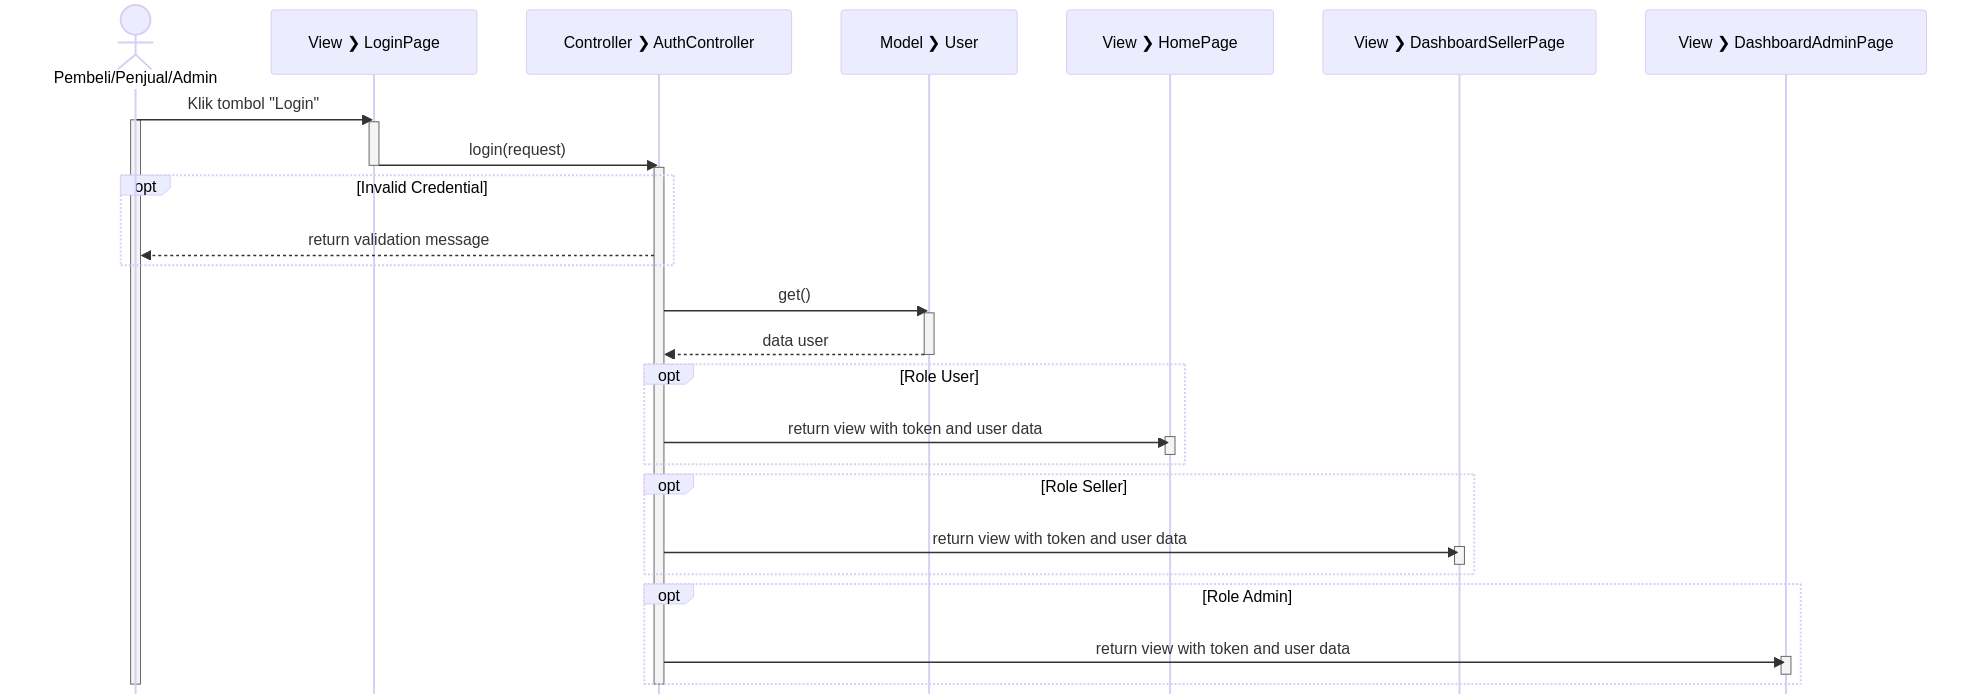 Pembeli/Penjual/Admin
View ❯ LoginPage
Controller ❯ AuthController
Model ❯ User
View ❯ HomePage
View ❯ DashboardSellerPage
View ❯ DashboardAdminPage
Klik tombol "Login"
login(request)
opt
[Invalid Credential]
return validation message
get()
data user
opt
[Role User]
return view with token and user data
opt
[Role Seller]
return view with token and user data
opt
[Role Admin]
return view with token and user data